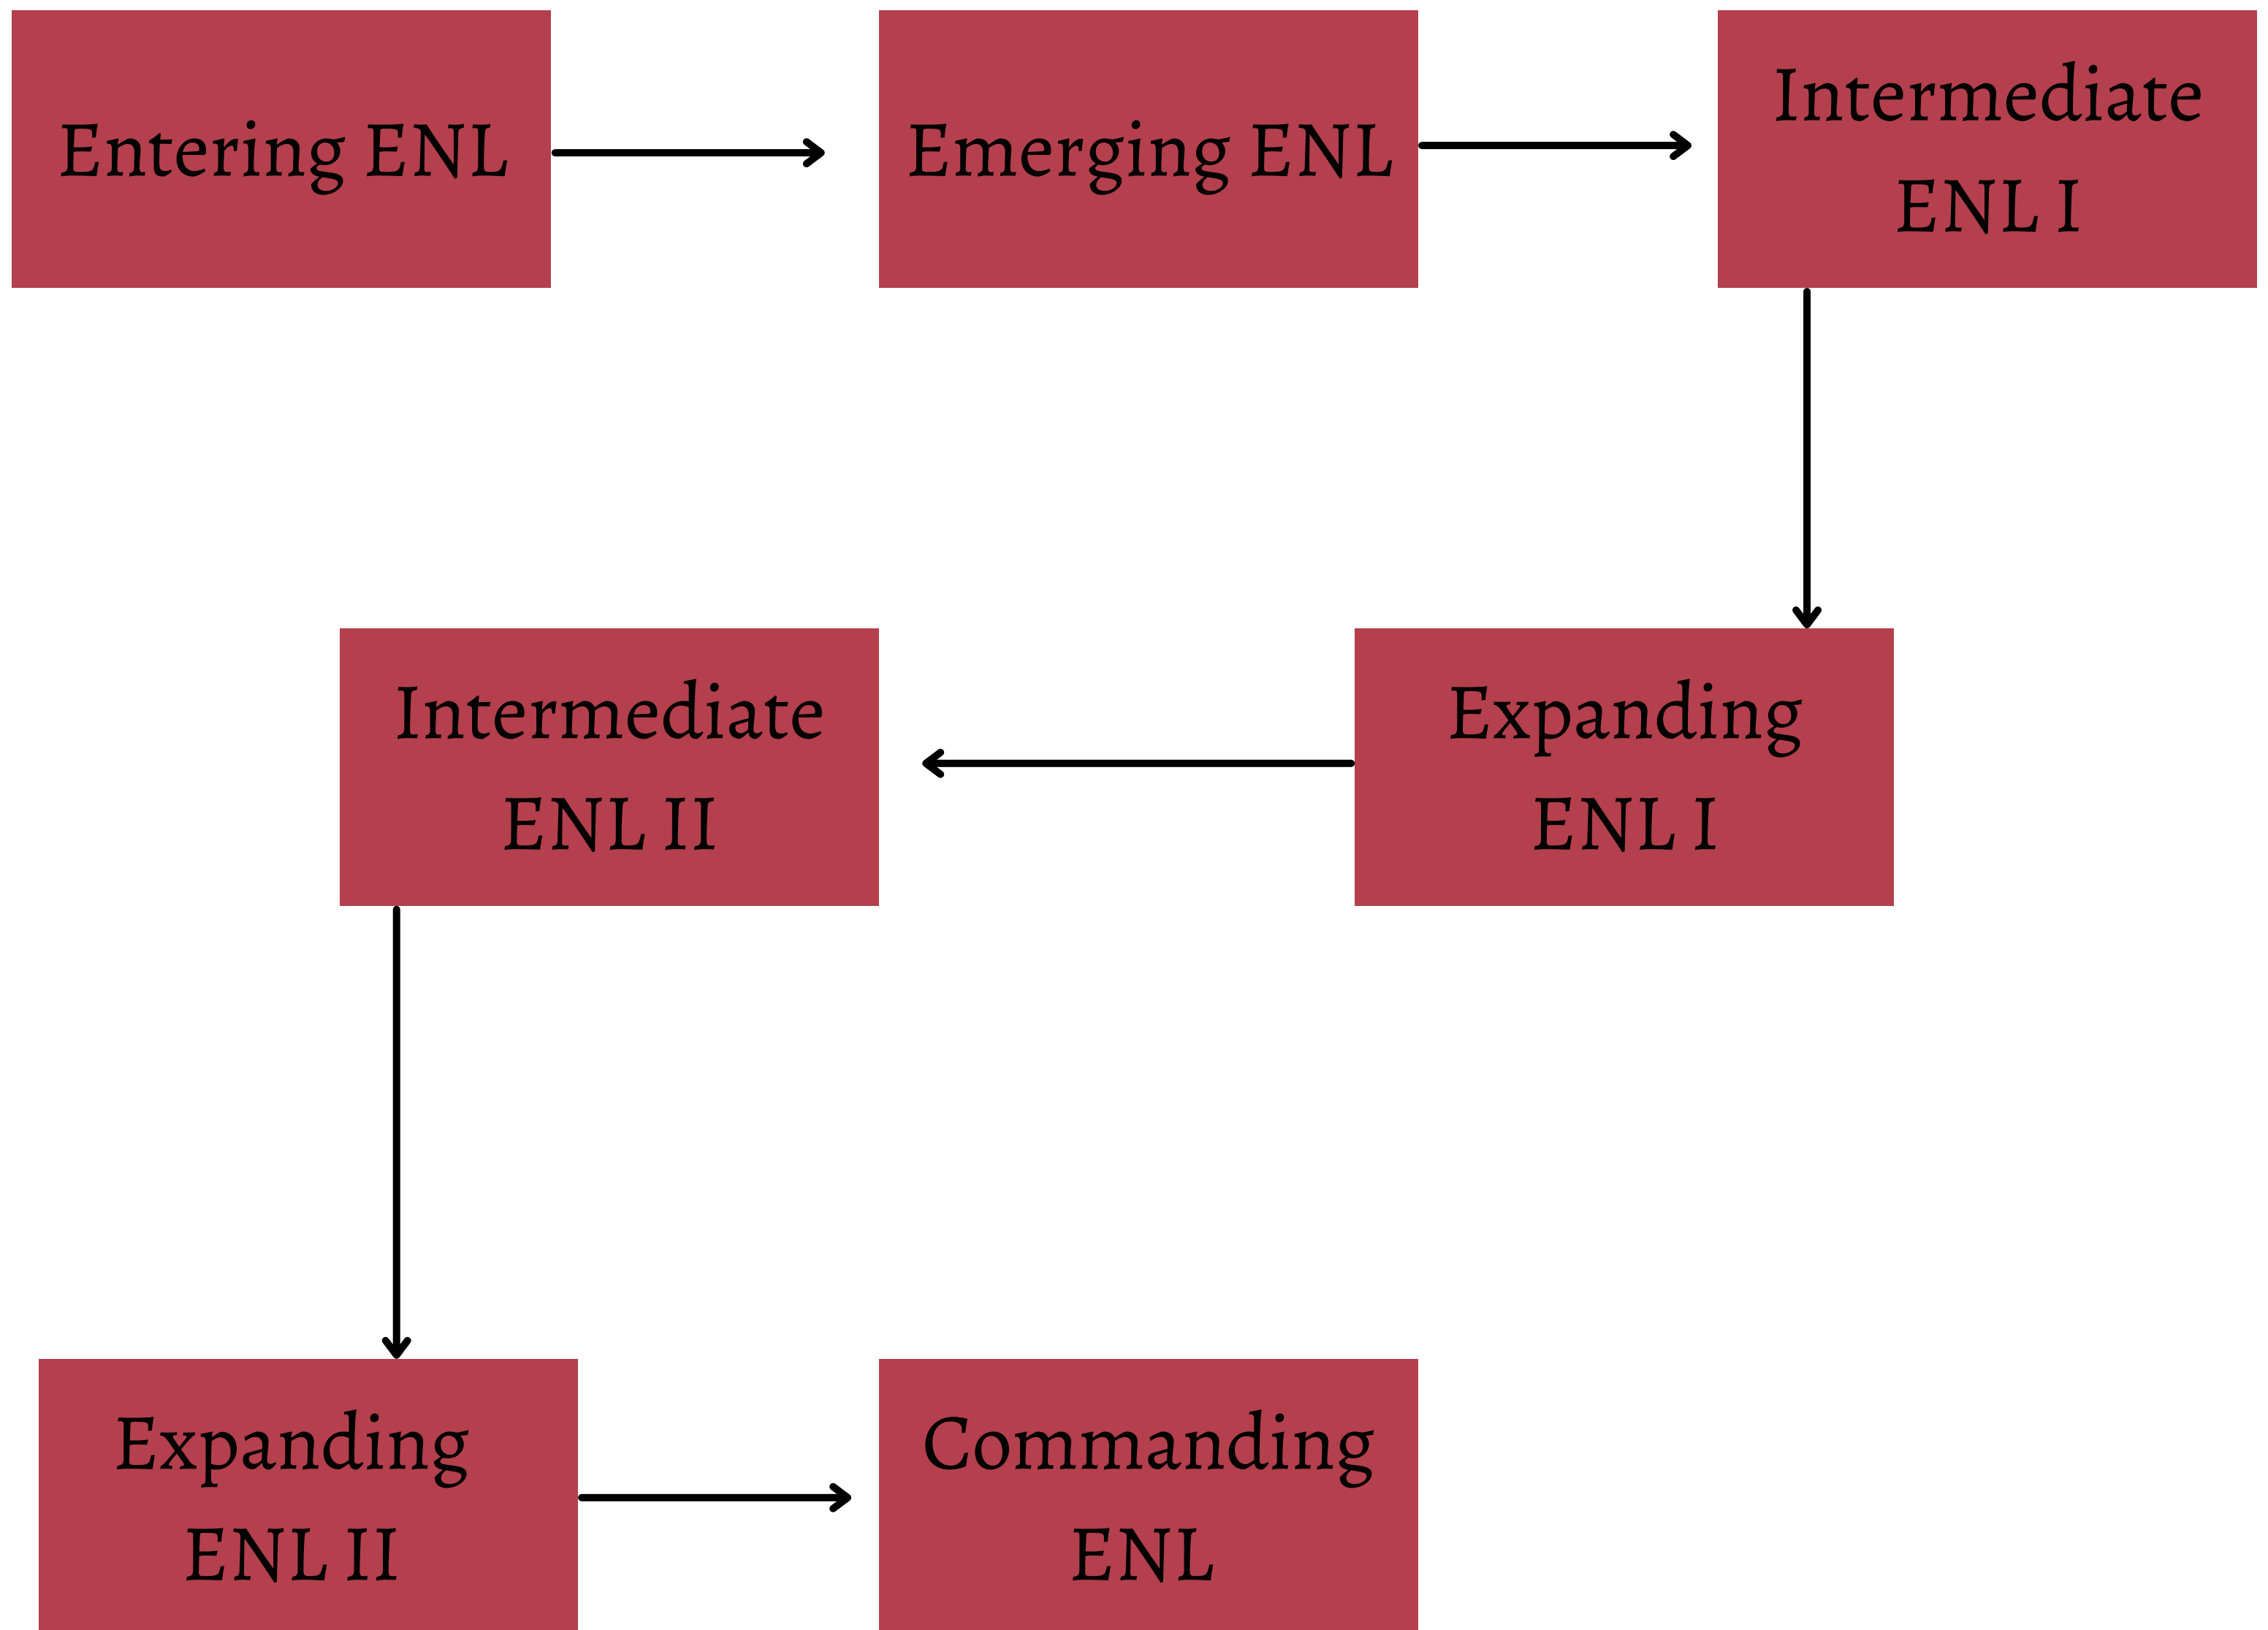 Entering ENL
Emerging ENL
Intermediate
ENL I
Expanding
ENL I
Intermediate
ENL II
Expanding
ENL II
Commanding
ENL